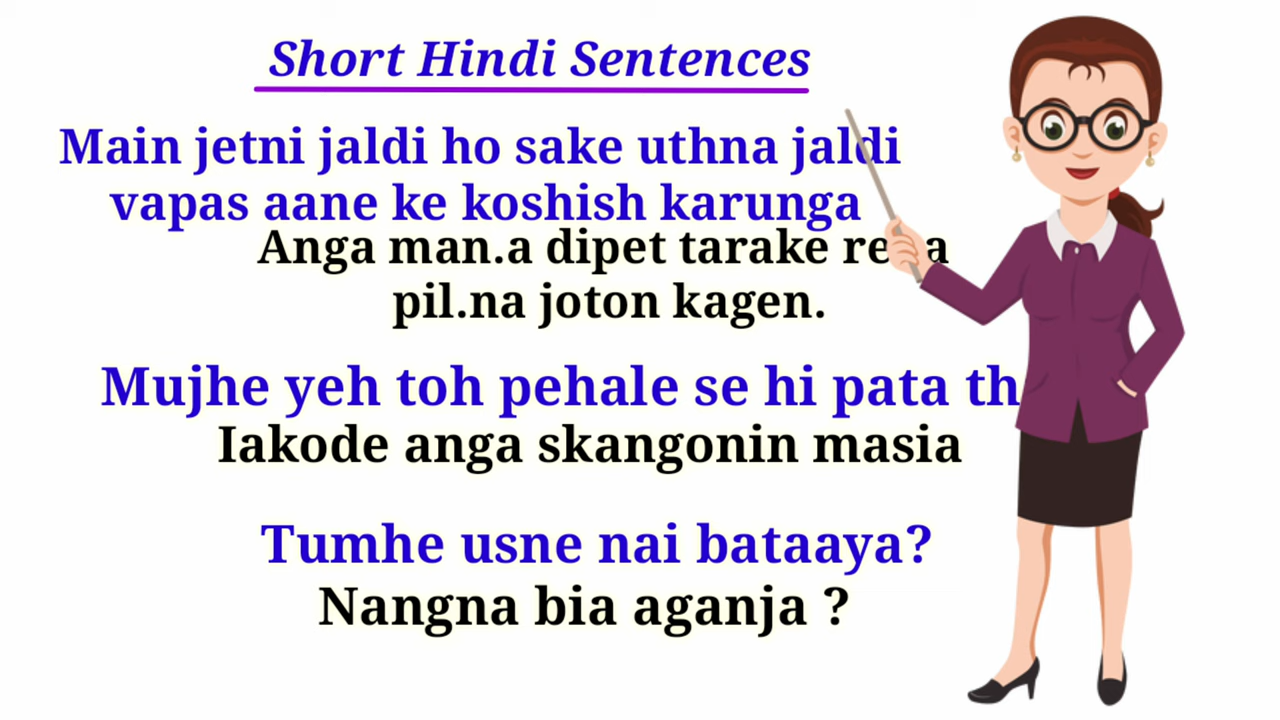 Short Hindi Sentences
Main jetni jaldi ho sake uthna jaldi
vapas aane ke koshish karunga
Anga man.a dipet tarake
pil.na joton kagen.
Mujhe yeh toh pehale se hi pata
Iakode anga skangonin masia
Tumhe usne nai bataaya?
Nangna bia aganja ?